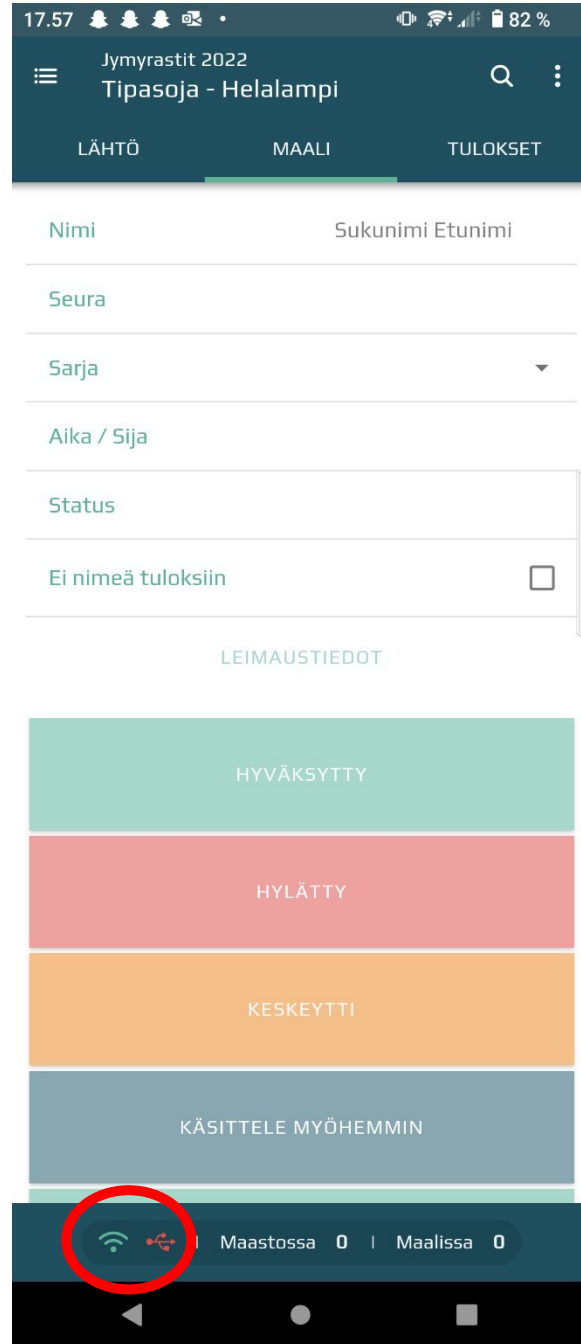 17.57 82 %
Jymyrastit 2022
Tipasoja - Helalampi
LÄHTÖ MAALI TULOKSET
Nimi Sukunimi Etunimi
Seura
Sarja
Aika / Sija
Status
Ei nimeä tuloksiin
LEIMAUSTIEDOT
HYVÄKSYTTY
HYLÄTTY
KESKEYTTI
KÄSITTELE MYÖHEMMIN
| Maastossa 0 | Maalissa 0